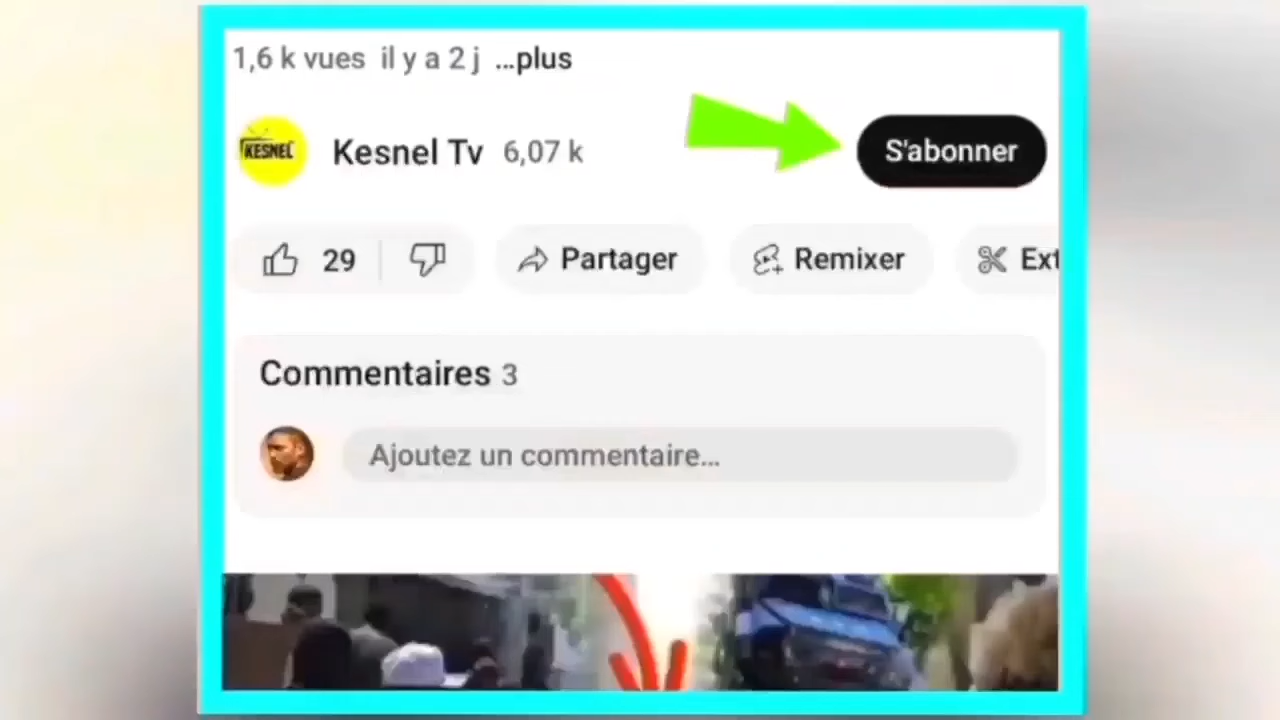 1,6 k vues il y a 2 j ...plus
KESNEL
Kesnel Tv 6,07 k
S'abonner
29
Partager
Remixer
Ext
Commentaires 3
Ajoutez un commentaire...